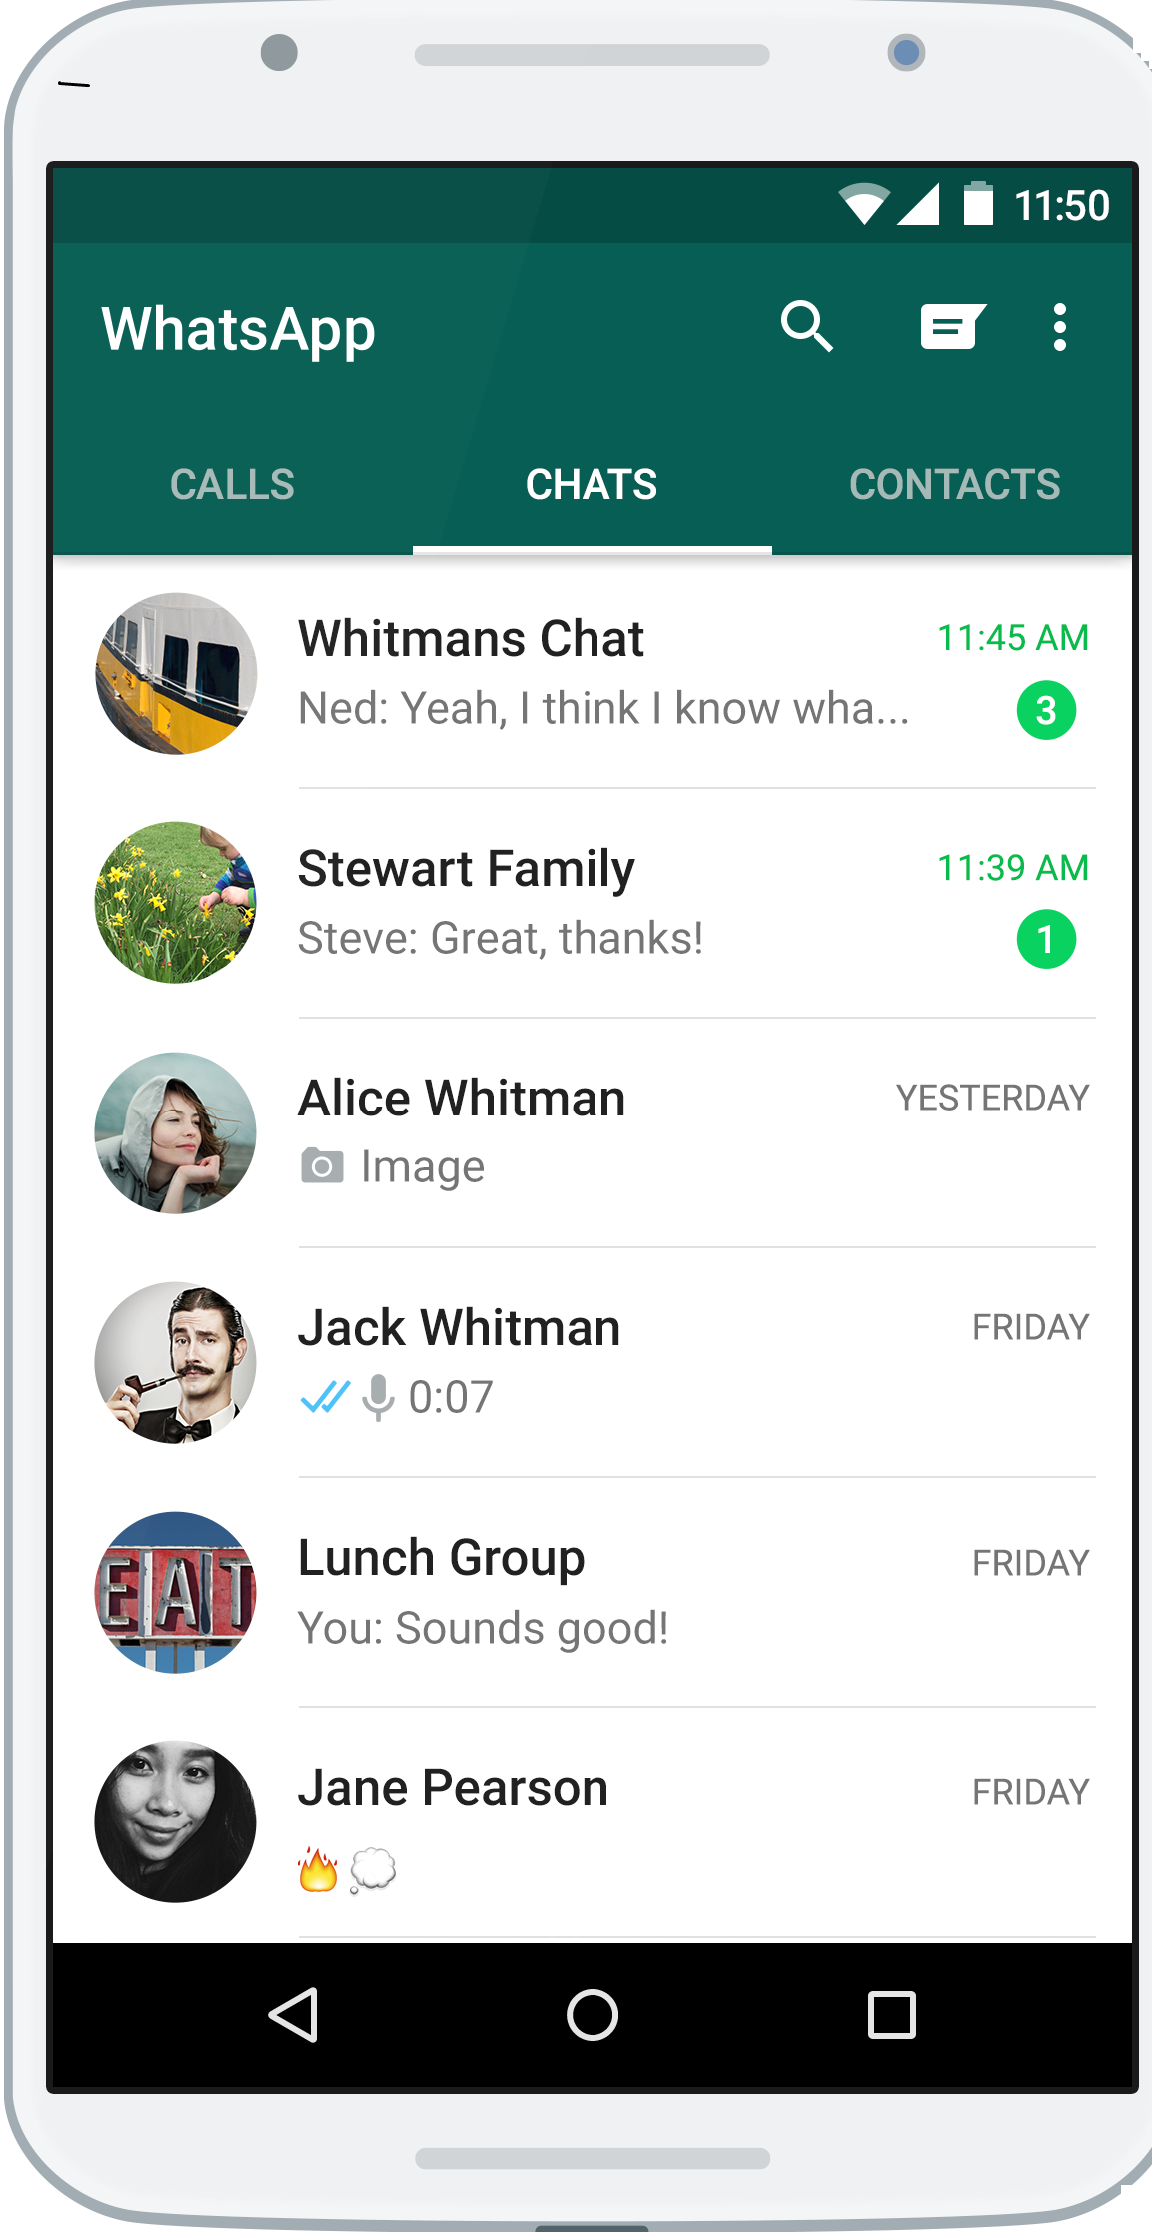 11:50
WhatsApp
CALLS CHATS CONTACTS
Whitmans Chat 11:45 AM
Ned: Yeah, I think I know wha... 3
Stewart Family 11:39 AM
Steve: Great, thanks! 1
Alice Whitman YESTERDAY
Image
Jack Whitman FRIDAY
0:07
EAT
Lunch Group FRIDAY
You: Sounds good!
Jane Pearson FRIDAY
🔥💭